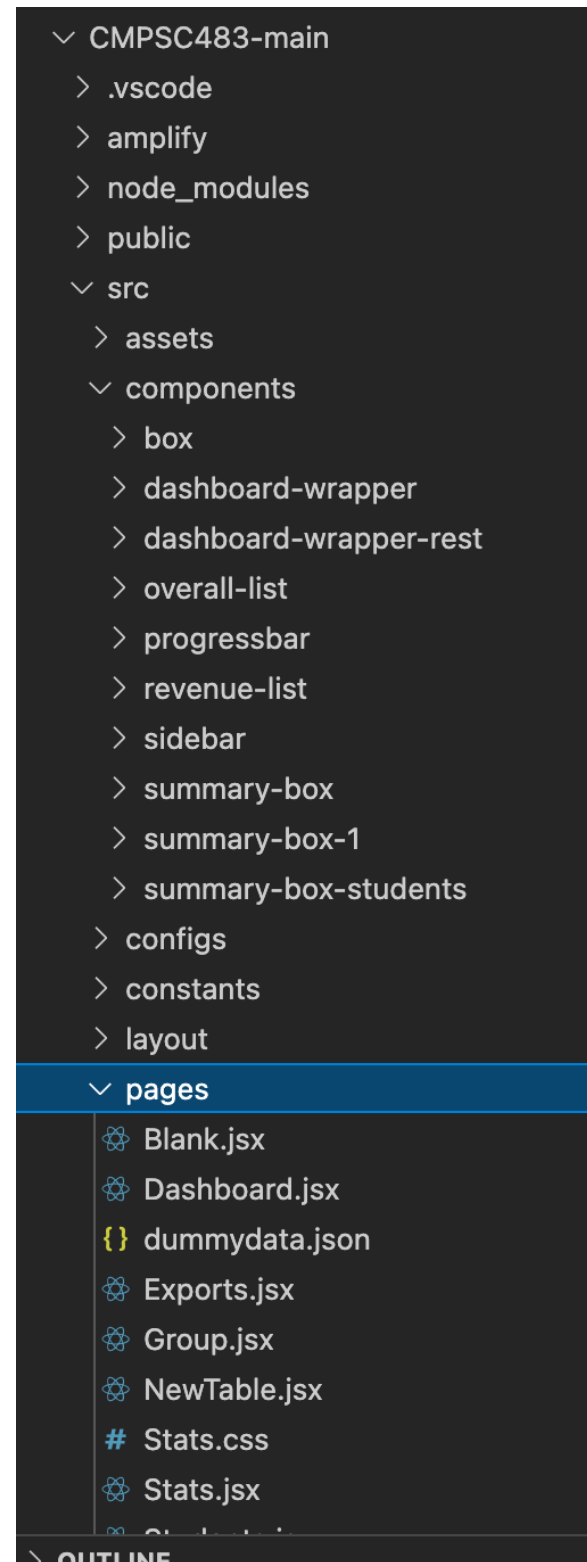 CMPSC483-main
.vscode
amplify
node_modules
public
src
assets
components
box
dashboard-wrapper
dashboard-wrapper-rest
overall-list
progressbar
revenue-list
sidebar
summary-box
summary-box-1
summary-box-students
configs
constants
layout
pages
Blank.jsx
Dashboard.jsx
{} dummydata.json
Exports.jsx
Group.jsx
NewTable.jsx
# Stats.css
Stats.jsx
OUTLINE